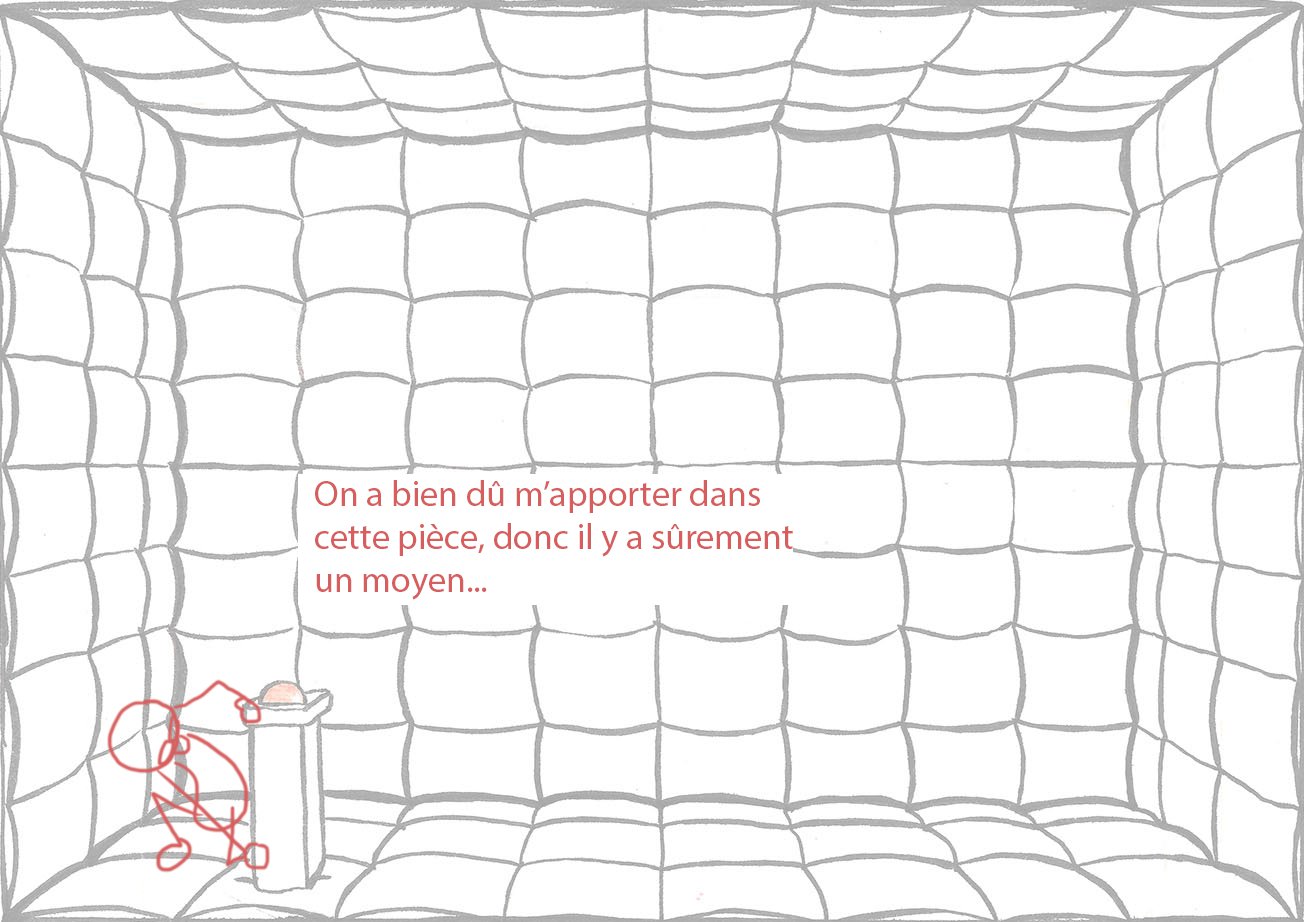 On a bien dû m’apporter dans
cette pièce, donc il y a sûrement
un moyen...